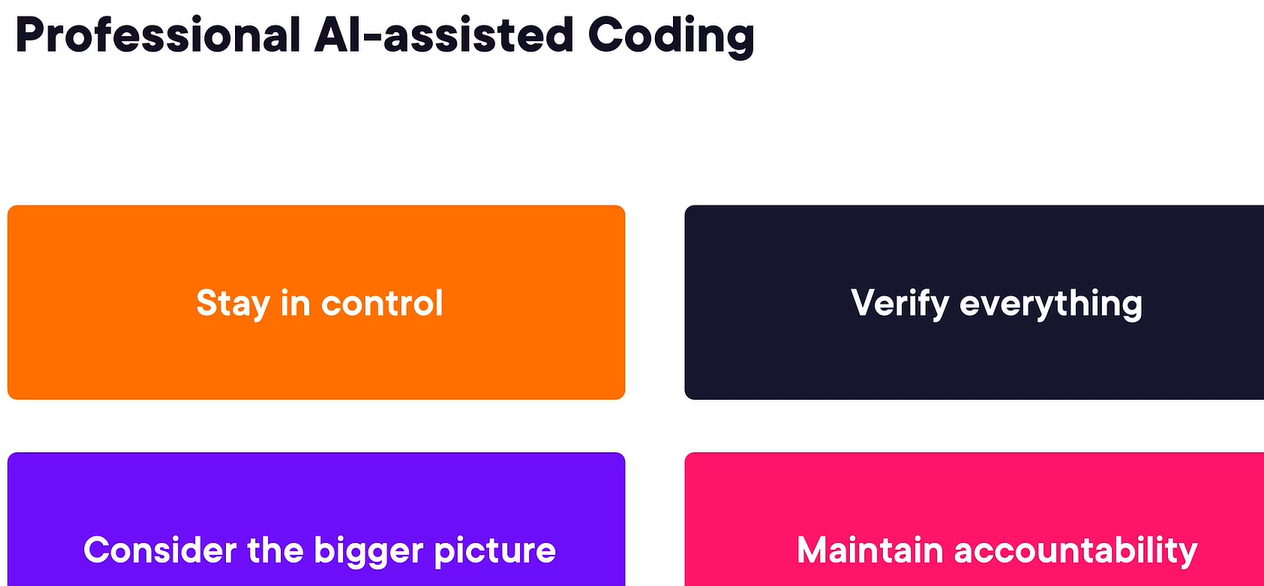 Professional AI-assisted Coding
Stay in control
Verify everything
Consider the bigger picture
Maintain accountability